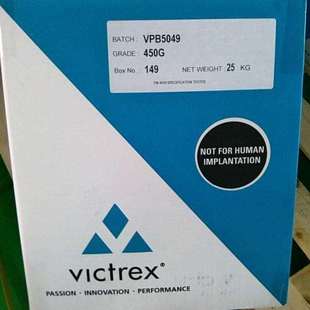 BATCH : VPB5049
GRADE : 450G
Box No. : 149 NET WEIGHT 25 KG
NOT FOR HUMAN
IMPLANTATION
victrex®
PASSION · INNOVATION · PERFORMANCE